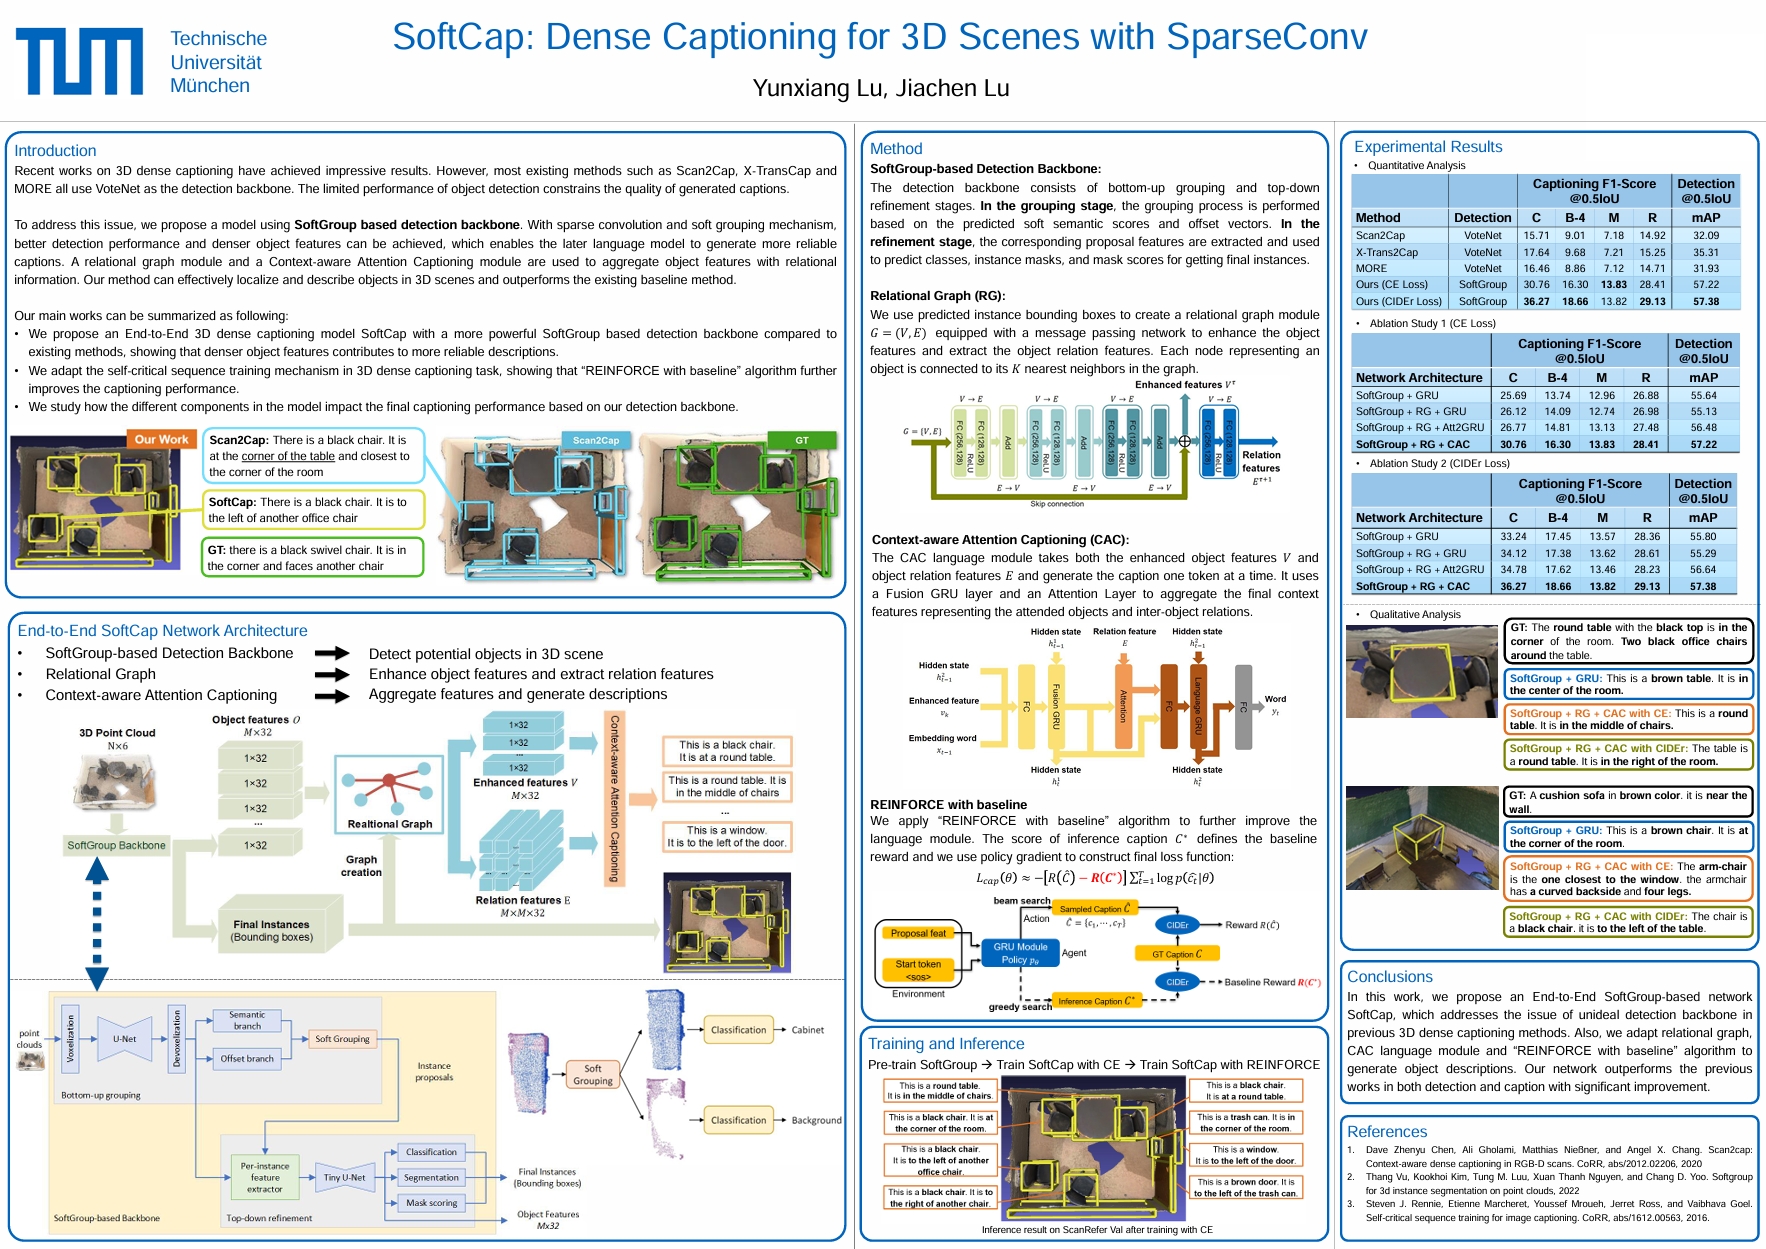 Technische
Universität
München
SoftCap: Dense Captioning for 3D Scenes with SparseConv
Yunxiang Lu, Jiachen Lu
Introduction
Recent works on 3D dense captioning have achieved impressive results. However, most existing methods such as Scan2Cap, X-TransCap and
MORE all use VoteNet as the detection backbone. The limited performance of object detection constrains the quality of generated captions.
To address this issue, we propose a model using SoftGroup based detection backbone. With sparse convolution and soft grouping mechanism,
better detection performance and denser object features can be achieved, which enables the later language model to generate more reliable
captions. A relational graph module and a Context-aware Attention Captioning module are used to aggregate object features with relational
information. Our method can effectively localize and describe objects in 3D scenes and outperforms the existing baseline method.
Our main works can be summarized as following:
• We propose an End-to-End 3D dense captioning model SoftCap with a more powerful SoftGroup based detection backbone compared to
existing methods, showing that denser object features contributes to more reliable descriptions.
• We adapt the self-critical sequence training mechanism in 3D dense captioning task, showing that “REINFORCE with baseline” algorithm further
improves the captioning performance.
• We study how the different components in the model impact the final captioning performance based on our detection backbone.
Our Work
Scan2Cap: There is a black chair. It is
at the corner of the table and closest to
the corner of the room
SoftCap: There is a black chair. It is to
the left of another office chair
GT: there is a black swivel chair. It is in
the corner and faces another chair
Scan2Cap
GT
End-to-End SoftCap Network Architecture
• SoftGroup-based Detection Backbone Detect potential objects in 3D scene
• Relational Graph Enhance object features and extract relation features
• Context-aware Attention Captioning Aggregate features and generate descriptions
3D Point Cloud
N×6
SoftGroup Backbone
Object features O
M×32
1×32
1×32
1×32
...
1×32
Realtional Graph
Graph
creation
Final Instances
(Bounding boxes)
1×32
1×32
...
1×32
Enhanced features V
M×32
Relation features E
M×M×32
Context-aware Attention Captioning
This is a black chair.
It is at a round table.
This is a round table. It is
in the middle of chairs
...
This is a window.
It is to the left of the door.
point
clouds
Voxelization
U-Net
Devoxelization
Semantic
branch
Offset branch
Soft Grouping
Bottom-up grouping
Instance
proposals
Per-instance
feature
extractor
Tiny U-Net
Classification
Segmentation
Mask scoring
Top-down refinement
SoftGroup-based Backbone
Final Instances
(Bounding boxes)
Object Features
Mx32
Soft
Grouping
Classification
Cabinet
Classification
Background
Method
SoftGroup-based Detection Backbone:
The detection backbone consists of bottom-up grouping and top-down
refinement stages. In the grouping stage, the grouping process is performed
based on the predicted soft semantic scores and offset vectors. In the
refinement stage, the corresponding proposal features are extracted and used
to predict classes, instance masks, and mask scores for getting final instances.
Relational Graph (RG):
We use predicted instance bounding boxes to create a relational graph module
G = (V, E) equipped with a message passing network to enhance the object
features and extract the object relation features. Each node representing an
object is connected to its K nearest neighbors in the graph.
Enhanced features V^τ
V → E
V → E
V → E
V → E
G = {V, E}
FC (256,128)
ReLU
FC (128,128)
Add
FC (256,128)
ReLU
FC (128,128)
Add
FC (256,128)
ReLU
FC (128,128)
Add
FC (256,128)
ReLU
FC (128,128)
E → V
E → V
E → V
Relation
features
E^τ+1
Skip connection
Context-aware Attention Captioning (CAC):
The CAC language module takes both the enhanced object features V and
object relation features E and generate the caption one token at a time. It uses
a Fusion GRU layer and an Attention Layer to aggregate the final context
features representing the attended objects and inter-object relations.
Hidden state
h¹t−1
Relation feature
E
Hidden state
h²t−1
Hidden state
h²t−1
Enhanced feature
vk
Embedding word
xt−1
FC
Fusion GRU
Attention
FC
Language GRU
FC
Word
yt
Hidden state
h¹t
Hidden state
h²t
REINFORCE with baseline
We apply “REINFORCE with baseline” algorithm to further improve the
language module. The score of inference caption C* defines the baseline
reward and we use policy gradient to construct final loss function:
Lcap(θ) ≈ −[R(Ĉ) − R(C*)] ∑ᵀt=1 log p(ĉt|θ)
Proposal feat
Start token
<sos>
Environment
beam search
Action
GRU Module
Policy pθ
Agent
greedy search
Sampled Caption Ĉ
Ĉ = {c1, ⋯, cT}
CIDEr
Reward R(Ĉ)
GT Caption C
CIDEr
Baseline Reward R(C*)
Inference Caption C*
Training and Inference
Pre-train SoftGroup → Train SoftCap with CE → Train SoftCap with REINFORCE
This is a round table.
It is in the middle of chairs.
This is a black chair. It is at
the corner of the room.
This is a black chair.
It is to the left of another
office chair.
This is a black chair. It is to
the right of another chair.
This is a black chair.
It is at a round table.
This is a trash can. It is in
the corner of the room.
This is a window.
It is to the left of the door.
This is a brown door. It is
to the left of the trash can.
Inference result on ScanRefer Val after training with CE
Experimental Results
• Quantitative Analysis
Captioning F1-Score @0.5IoU Detection @0.5IoU
Method Detection C B-4 M R mAP
Scan2Cap VoteNet 15.71 9.01 7.18 14.92 32.09
X-Trans2Cap VoteNet 17.64 9.68 7.21 15.25 35.31
MORE VoteNet 16.46 8.86 7.12 14.71 31.93
Ours (CE Loss) SoftGroup 30.76 16.30 13.83 28.41 57.22
Ours (CIDEr Loss) SoftGroup 36.27 18.66 13.82 29.13 57.38
• Ablation Study 1 (CE Loss)
Captioning F1-Score @0.5IoU Detection @0.5IoU
Network Architecture C B-4 M R mAP
SoftGroup + GRU 25.69 13.74 12.96 26.88 55.64
SoftGroup + RG + GRU 26.12 14.09 12.74 26.98 55.13
SoftGroup + RG + Att2GRU 26.77 14.81 13.13 27.48 56.48
SoftGroup + RG + CAC 30.76 16.30 13.83 28.41 57.22
• Ablation Study 2 (CIDEr Loss)
Captioning F1-Score @0.5IoU Detection @0.5IoU
Network Architecture C B-4 M R mAP
SoftGroup + GRU 33.24 17.45 13.57 28.36 55.80
SoftGroup + RG + GRU 34.12 17.38 13.62 28.61 55.29
SoftGroup + RG + Att2GRU 34.78 17.62 13.46 28.23 56.64
SoftGroup + RG + CAC 36.27 18.66 13.82 29.13 57.38
• Qualitative Analysis
GT: The round table with the black top is in the
corner of the room. Two black office chairs
around the table.
SoftGroup + GRU: This is a brown table. It is in
the center of the room.
SoftGroup + RG + CAC with CE: This is a round
table. It is in the middle of chairs.
SoftGroup + RG + CAC with CIDEr: The table is
a round table. It is in the right of the room.
GT: A cushion sofa in brown color. it is near the
wall.
SoftGroup + GRU: This is a brown chair. It is at
the corner of the room.
SoftGroup + RG + CAC with CE: The arm-chair
is the one closest to the window. the armchair
has a curved backside and four legs.
SoftGroup + RG + CAC with CIDEr: The chair is
a black chair. it is to the left of the table.
Conclusions
In this work, we propose an End-to-End SoftGroup-based network
SoftCap, which addresses the issue of unideal detection backbone in
previous 3D dense captioning methods. Also, we adapt relational graph,
CAC language module and “REINFORCE with baseline” algorithm to
generate object descriptions. Our network outperforms the previous
works in both detection and caption with significant improvement.
References
1. Dave Zhenyu Chen, Ali Gholami, Matthias Nießner, and Angel X. Chang. Scan2cap:
Context-aware dense captioning in RGB-D scans. CoRR, abs/2012.02206, 2020
2. Thang Vu, Kookhoi Kim, Tung M. Luu, Xuan Thanh Nguyen, and Chang D. Yoo. Softgroup
for 3d instance segmentation on point clouds, 2022
3. Steven J. Rennie, Etienne Marcheret, Youssef Mroueh, Jerret Ross, and Vaibhava Goel.
Self-critical sequence training for image captioning. CoRR, abs/1612.00563, 2016.